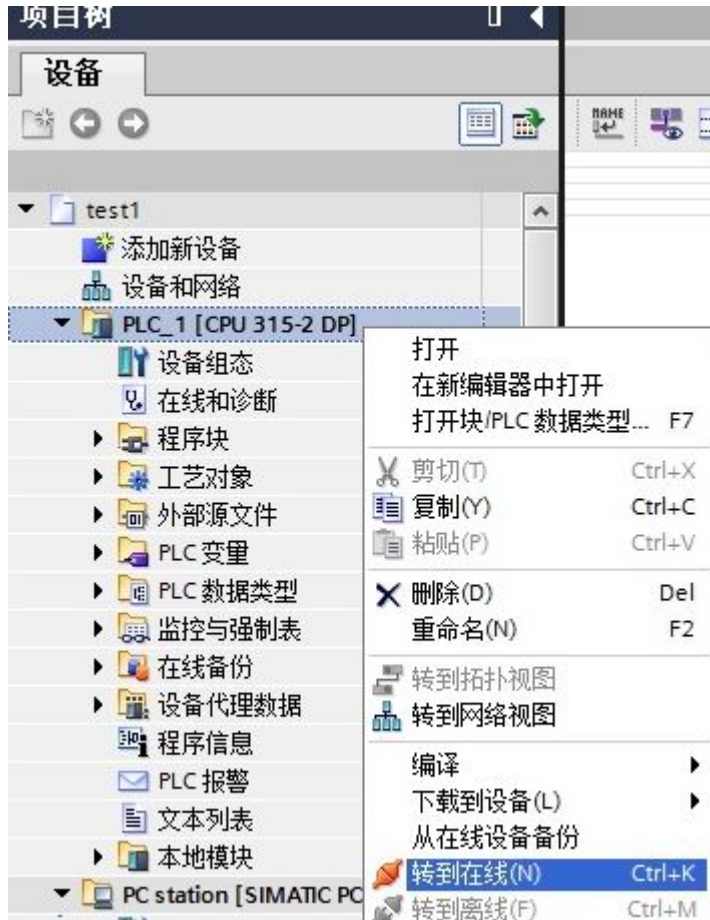 项目树
设备
NAME
test1
添加新设备
设备和网络
PLC_1 [CPU 315-2 DP]
设备组态
在线和诊断
程序块
工艺对象
外部源文件
PLC 变量
PLC 数据类型
监控与强制表
在线备份
设备代理数据
程序信息
PLC 报警
文本列表
本地模块
PC station [SIMATIC PC
打开
在新编辑器中打开
打开块/PLC 数据类型... F7
剪切(T) Ctrl+X
复制(Y) Ctrl+C
粘贴(P) Ctrl+V
删除(D) Del
重命名(N) F2
转到拓扑视图
转到网络视图
编译
下载到设备(L)
从在线设备备份
转到在线(N) Ctrl+K
转到离线(F) Ctrl+M